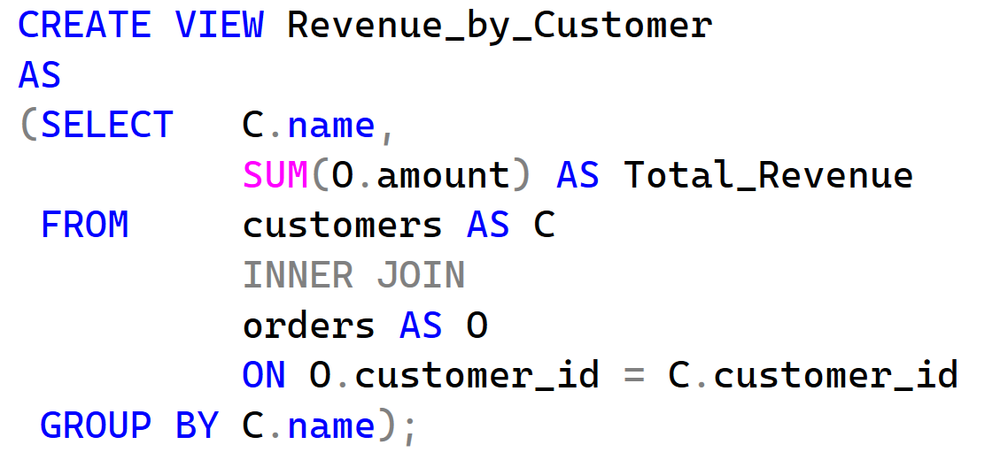 CREATE VIEW Revenue_by_Customer
AS
(SELECT   C.name,
          SUM(O.amount) AS Total_Revenue
 FROM     customers AS C
          INNER JOIN
          orders AS O
          ON O.customer_id = C.customer_id
 GROUP BY C.name);